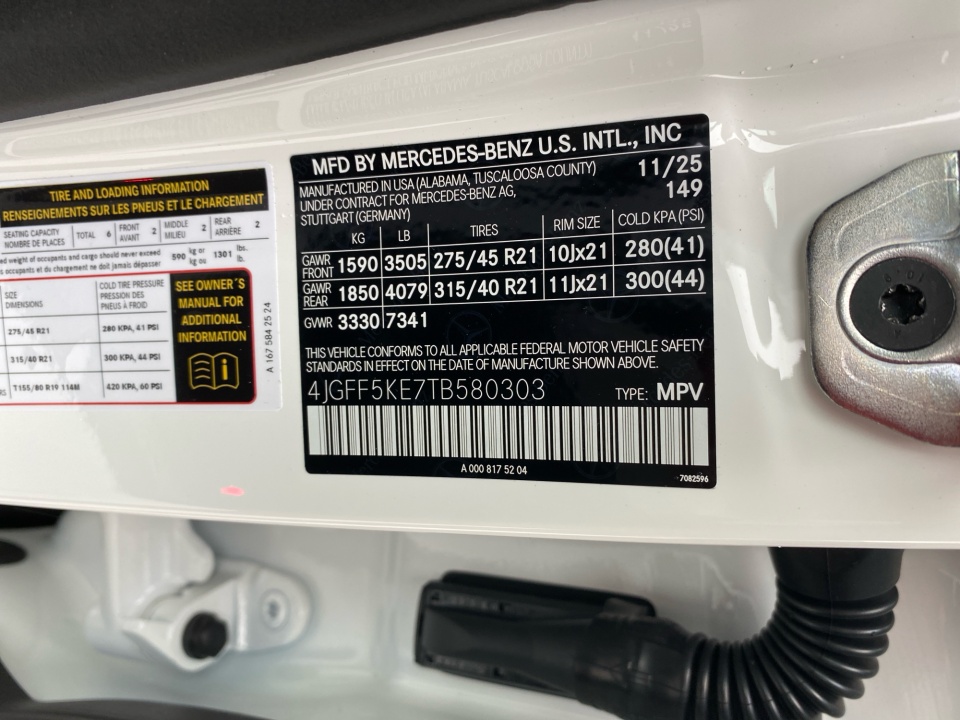 TIRE AND LOADING INFORMATION
RENSEIGNEMENTS SUR LES PNEUS ET LE CHARGEMENT
SEATING CAPACITY
NOMBRE DE PLACES
TOTAL 6
FRONT
AVANT 2
MIDDLE
MILIEU 2
REAR
ARRIÈRE 2
ed weight of occupants and cargo should never exceed
s occupants et du chargement ne doit jamais dépasser
590 kg or
kg ou
1301 lbs.
lb.
SIZE
DIMENSIONS
COLD TIRE PRESSURE
PRESSION DES
PNEUS À FROID
275/45 R21 280 KPA, 41 PSI
315/40 R21 300 KPA, 44 PSI
T155/80 R19 114M 420 KPA, 60 PSI
SEE OWNER´S
MANUAL FOR
ADDITIONAL
INFORMATION
A 167 584 25 24
MFD BY MERCEDES-BENZ U.S. INTL., INC
MANUFACTURED IN USA (ALABAMA, TUSCALOOSA COUNTY)
UNDER CONTRACT FOR MERCEDES-BENZ AG,
STUTTGART (GERMANY)
11/25
149
KG LB TIRES RIM SIZE COLD KPA (PSI)
GAWR
FRONT 1590 3505 275/45 R21 10Jx21 280(41)
GAWR
REAR 1850 4079 315/40 R21 11Jx21 300(44)
GVWR 3330 7341
THIS VEHICLE CONFORMS TO ALL APPLICABLE FEDERAL MOTOR VEHICLE SAFETY
STANDARDS IN EFFECT ON THE DATE OF MANUFACTURE SHOWN ABOVE.
4JGFF5KE7TB580303 TYPE: MPV
A 000 817 52 04
7082596